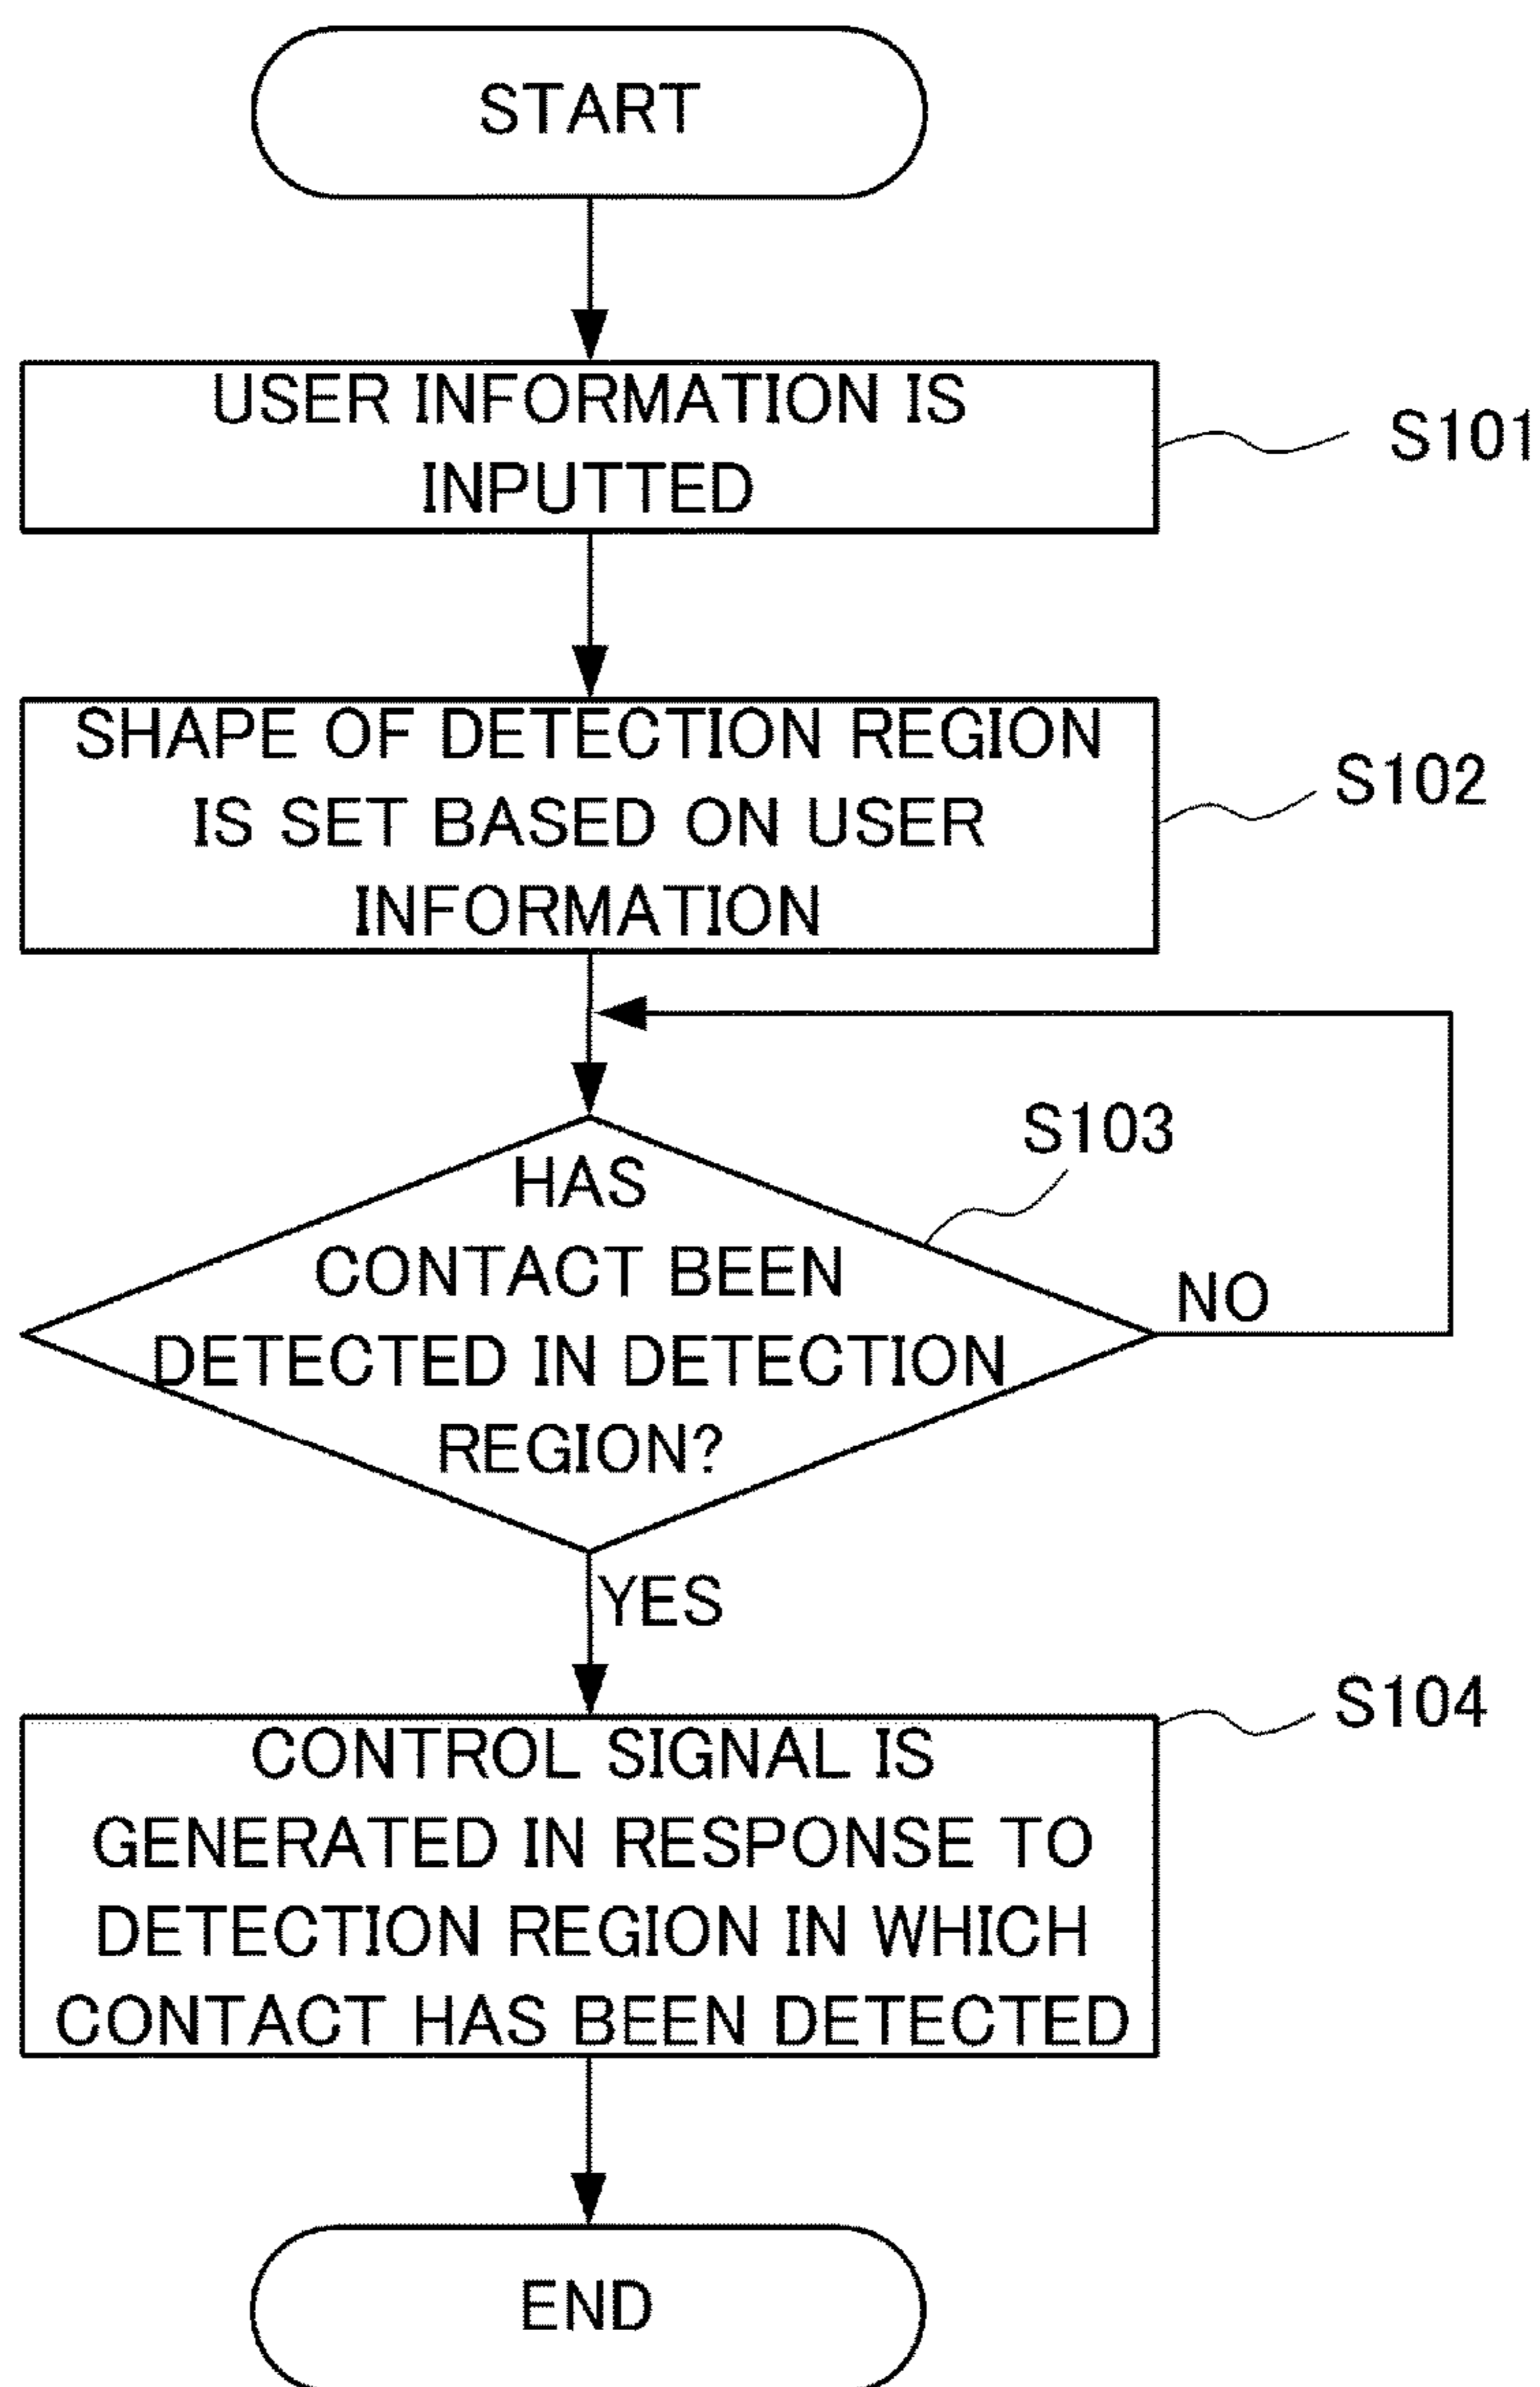 START
USER INFORMATION IS
INPUTTED
S101
SHAPE OF DETECTION REGION
IS SET BASED ON USER
INFORMATION
S102
S103
HAS
CONTACT BEEN
DETECTED IN DETECTION
REGION?
NO
YES
S104
CONTROL SIGNAL IS
GENERATED IN RESPONSE TO
DETECTION REGION IN WHICH
CONTACT HAS BEEN DETECTED
END